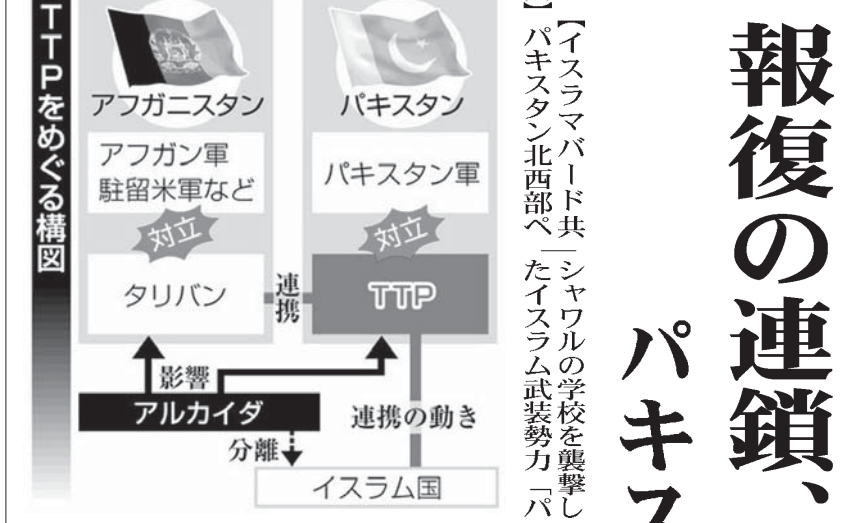 報復の連鎖、
パキス
【イスラマバード共
】パキスタン北西部ペ
シャワルの学校を襲撃し
たイスラム武装勢力「パ
TTPをめぐる構図
アフガニスタン
アフガン軍
駐留米軍など
対立
タリバン
パキスタン
パキスタン軍
対立
TTP
連携
影響
アルカイダ
連携の動き
分離
イスラム国